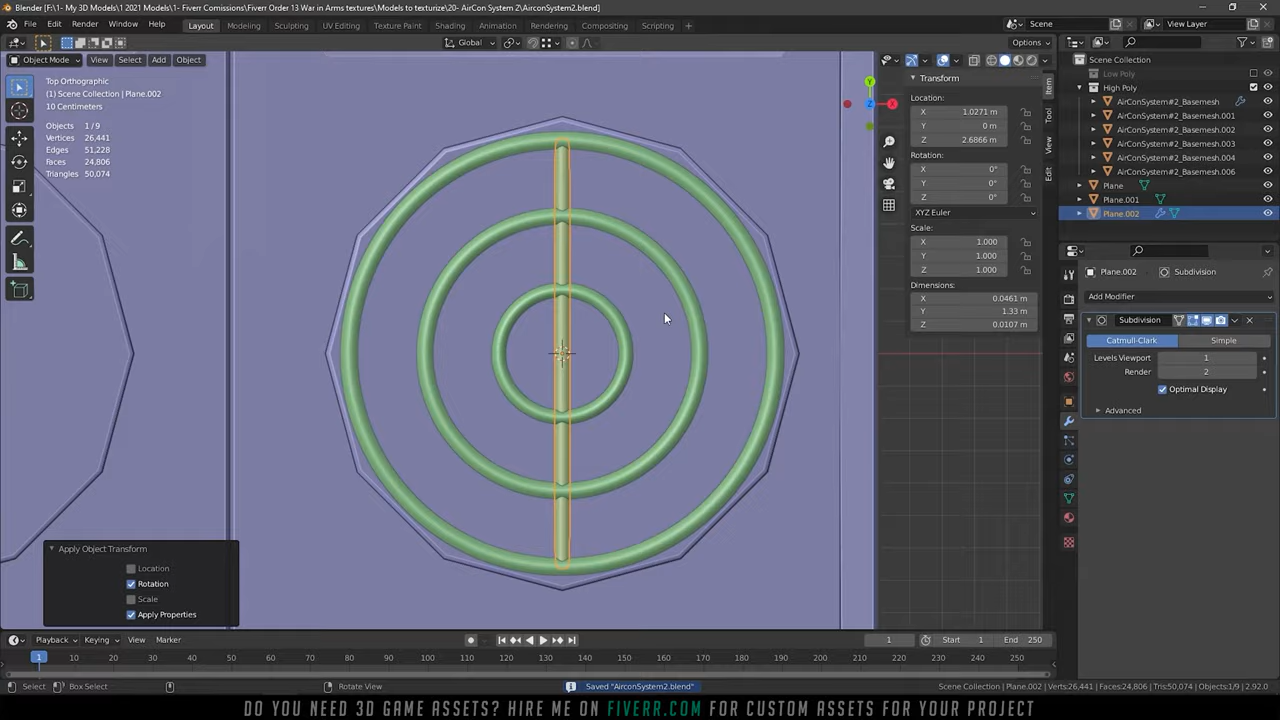 Blender [F:\1- My 3D Models\1 2021 Models\1 Fiverr Comissions\Fiverr Order 13 War in Arms textures\Models to texturize\20- AirCon System 2\AirconSystem2.blend]
File Edit Render Window Help Layout Modeling Sculpting UV Editing Texture Paint Shading Animation Rendering Compositing Scripting + Scene View Layer
Global Options
Object Mode View Select Add Object
Top Orthographic
(1) Scene Collection | Plane.002
10 Centimeters
Objects 1/9
Vertices 26,441
Edges 51,228
Faces 24,806
Triangles 50,074
Y
X
Z
Transform
Location:
X 1.0271 m
Y 0 m
Z 2.6866 m
Rotation:
X 0°
Y 0°
Z 0°
XYZ Euler
Scale:
X 1.000
Y 1.000
Z 1.000
Dimensions:
X 0.0461 m
Y 1.33 m
Z 0.0107 m
Item
Tool
View
Edit
Scene Collection
Low Poly
High Poly
AirConSystem#2_Basemesh
AirConSystem#2_Basemesh.001
AirConSystem#2_Basemesh.002
AirConSystem#2_Basemesh.003
AirConSystem#2_Basemesh.004
AirConSystem#2_Basemesh.006
Plane
Plane.001
Plane.002
Plane.002 Subdivision
Add Modifier
Subdivision
Catmull-Clark Simple
Levels Viewport 1
Render 2
Optimal Display
Advanced
Apply Object Transform
Location
Rotation
Scale
Apply Properties
Playback Keying View Marker 1 Start 1 End 250
1 10 20 30 40 50 60 70 80 90 100 110 120 130 140 150 160 170 180 190 200 210 220 230 240 250
Select Box Select Rotate View Saved "AirconSystem2.blend" Scene Collection | Plane.002 | Verts:26,441 | Faces:24,806 | Tris:50,074 | Objects:1/9 | 2.92.0
DO YOU NEED 3D GAME ASSETS? HIRE ME ON FIVERR.COM FOR CUSTOM ASSETS FOR YOUR PROJECT